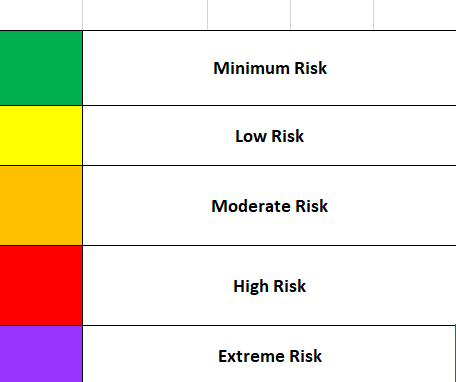 Minimum Risk
Low Risk
Moderate Risk
High Risk
Extreme Risk